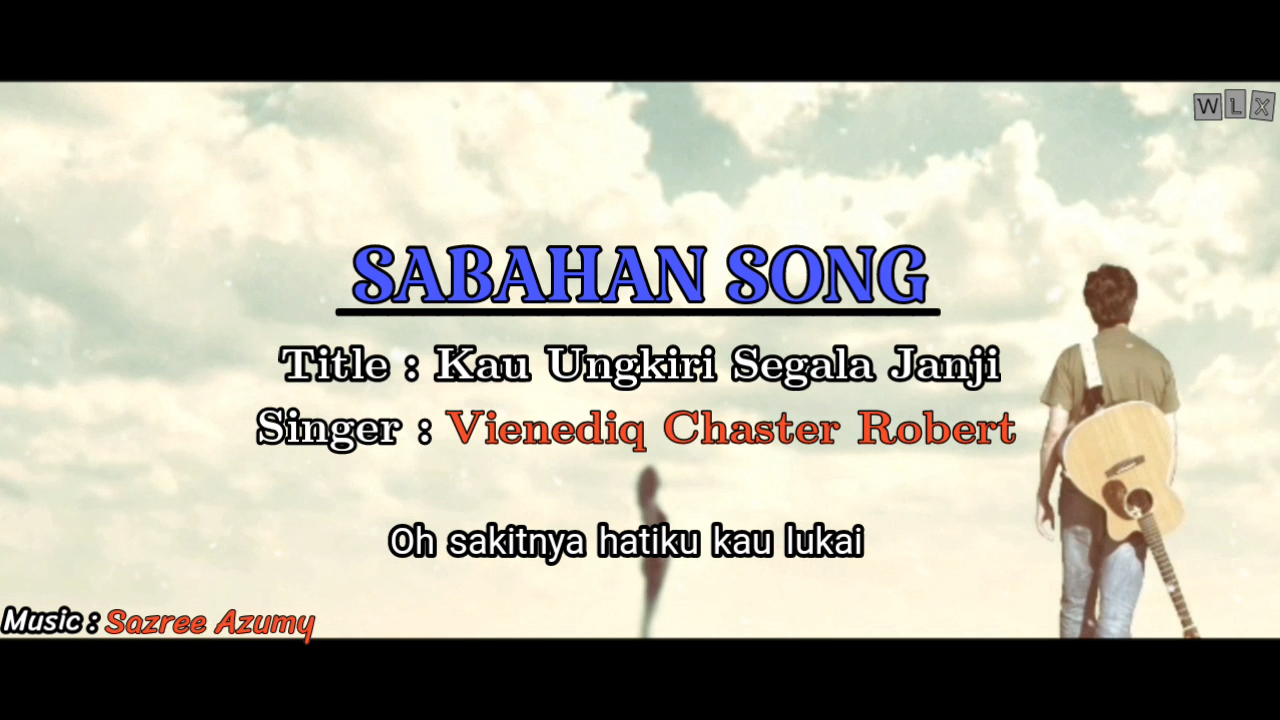 WLX
SABAHAN SONG
Title : Kau Ungkiri Segala Janji
Singer : Vienediq Chaster Robert
Oh sakitnya hatiku kau lukai
Music : Sazree Azumy